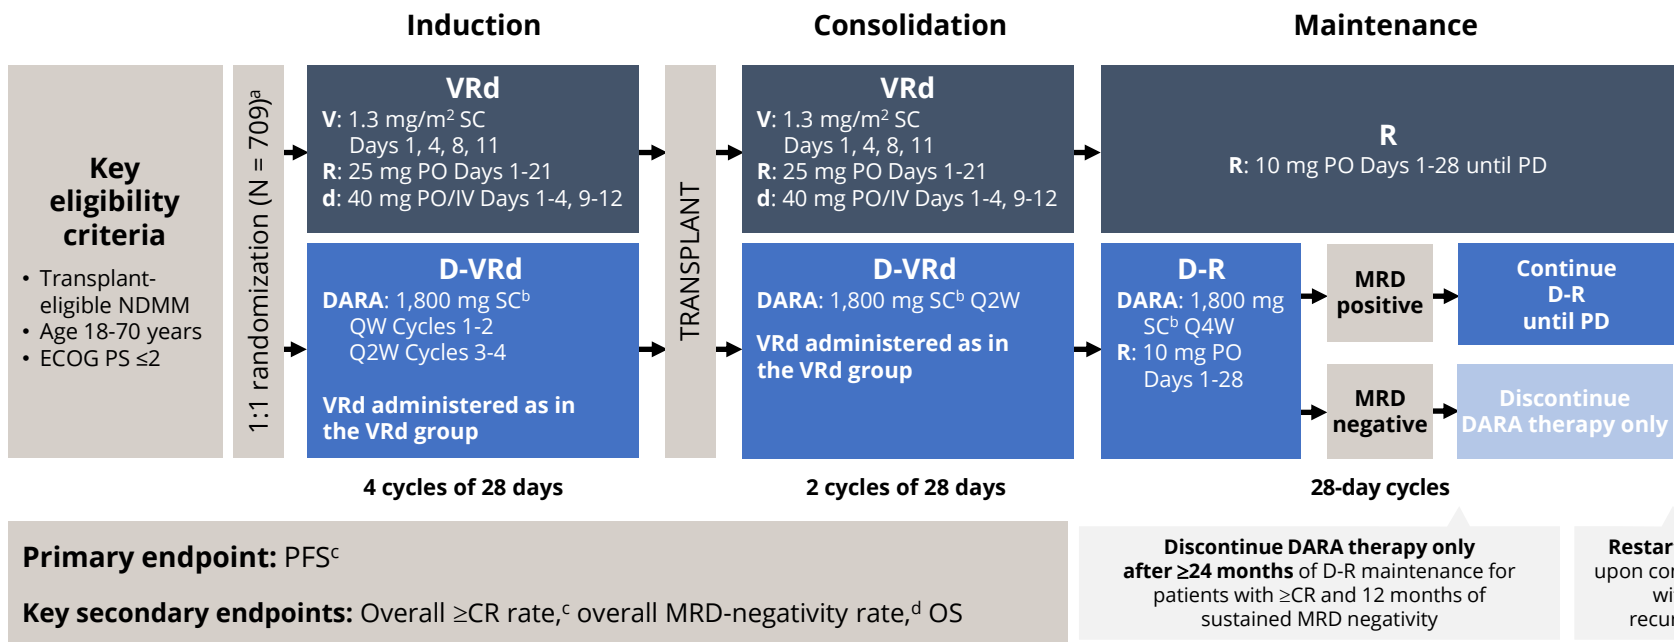 Induction
Consolidation
Maintenance
Key
eligibility
criteria
• Transplant-
eligible NDMM
• Age 18-70 years
• ECOG PS ≤2
1:1 randomization (N = 709)ᵃ
VRd
V: 1.3 mg/m² SC
Days 1, 4, 8, 11
R: 25 mg PO Days 1-21
d: 40 mg PO/IV Days 1-4, 9-12
D-VRd
DARA: 1,800 mg SCᵇ
QW Cycles 1-2
Q2W Cycles 3-4
VRd administered as in
the VRd group
4 cycles of 28 days
TRANSPLANT
VRd
V: 1.3 mg/m² SC
Days 1, 4, 8, 11
R: 25 mg PO Days 1-21
d: 40 mg PO/IV Days 1-4, 9-12
D-VRd
DARA: 1,800 mg SCᵇ Q2W
VRd administered as in
the VRd group
2 cycles of 28 days
R
R: 10 mg PO Days 1-28 until PD
D-R
DARA: 1,800 mg
SCᵇ Q4W
R: 10 mg PO
Days 1-28
MRD
positive
Continue
D-R
until PD
MRD
negative
Discontinue
DARA therapy only
28-day cycles
Primary endpoint: PFSᶜ
Key secondary endpoints: Overall ≥CR rate,ᶜ overall MRD-negativity rate,ᵈ OS
Discontinue DARA therapy only
after ≥24 months of D-R maintenance for
patients with ≥CR and 12 months of
sustained MRD negativity
upon